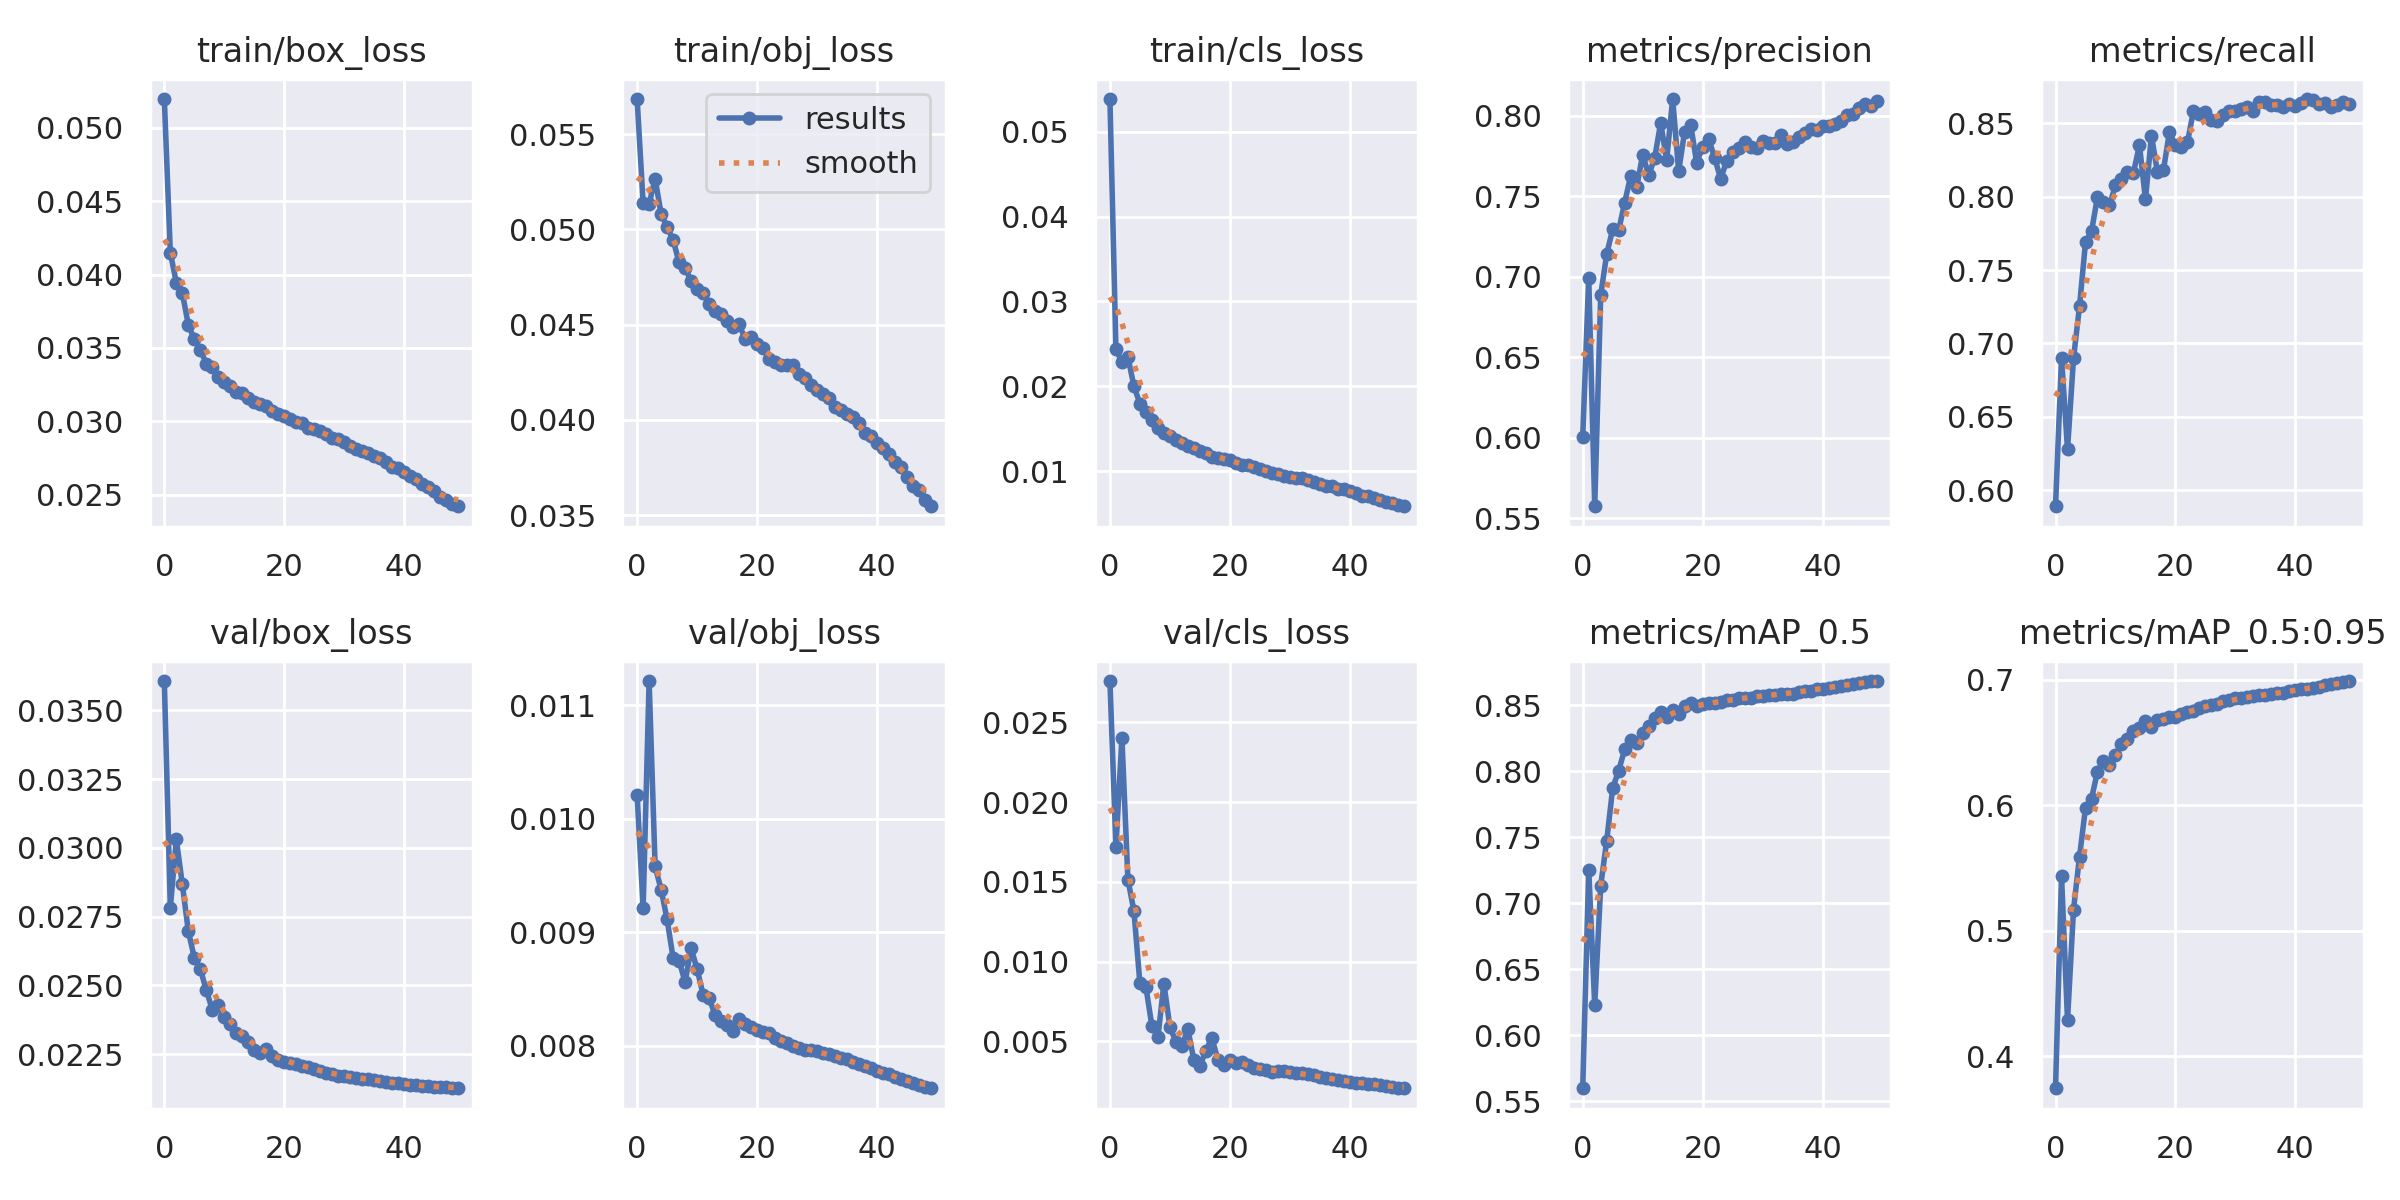 train/box_loss
0.050
0.045
0.040
0.035
0.030
0.025
0 20 40
train/obj_loss
results
smooth
0.055
0.050
0.045
0.040
0.035
0 20 40
train/cls_loss
0.05
0.04
0.03
0.02
0.01
0 20 40
metrics/precision
0.80
0.75
0.70
0.65
0.60
0.55
0 20 40
metrics/recall
0.85
0.80
0.75
0.70
0.65
0.60
0 20 40
val/box_loss
0.0350
0.0325
0.0300
0.0275
0.0250
0.0225
0 20 40
val/obj_loss
0.011
0.010
0.009
0.008
0 20 40
val/cls_loss
0.025
0.020
0.015
0.010
0.005
0 20 40
metrics/mAP_0.5
0.85
0.80
0.75
0.70
0.65
0.60
0.55
0 20 40
metrics/mAP_0.5:0.95
0.7
0.6
0.5
0.4
0 20 40